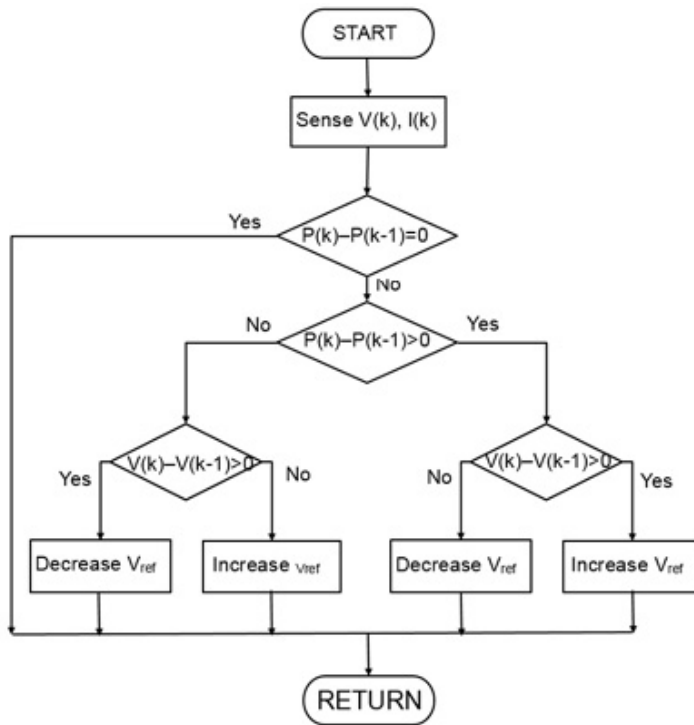 START
Sense V(k), I(k)
Yes
P(k)–P(k-1)=0
No
No
Yes
P(k)–P(k-1)>0
V(k)–V(k-1)>0
V(k)–V(k-1)>0
Yes
No
No
Yes
Decrease Vref
Increase Vref
Decrease Vref
Increase Vref
RETURN